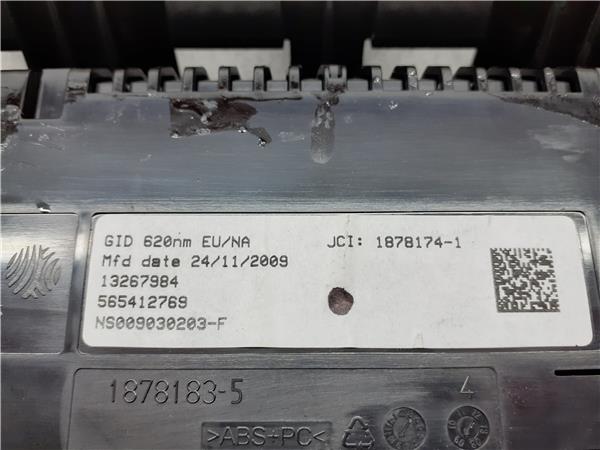 GID 620nm EU/NA JCI: 1878174-1
Mfd date 24/11/2009
13267984
565412769
NS009030203-F
1878183-5 4
>ABS+PC<